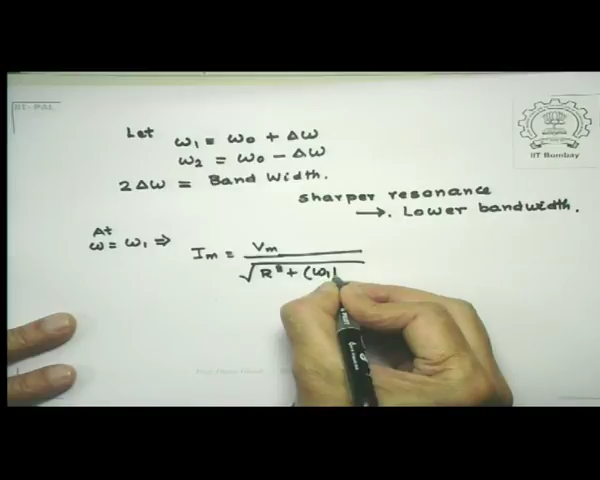 Let ω₁ = ω₀ + Δω
ω₂ = ω₀ - Δω
2Δω = Band Width.
sharper resonance
→. Lower bandwidth.
At
ω = ω₁ ⇒ Iₘ = Vₘ
√R² + (ω₁L
IIT Bombay